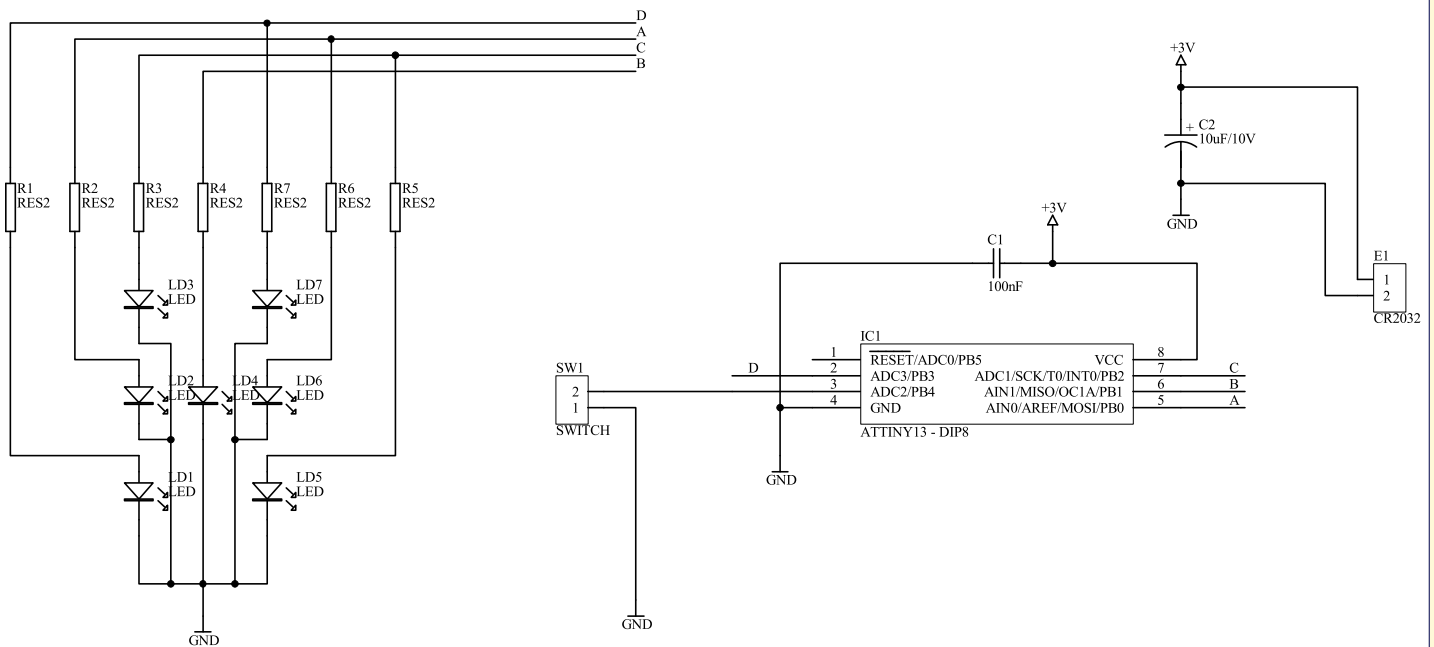 D
A
C
B
R1
RES2
R2
RES2
R3
RES2
R4
RES2
R7
RES2
R6
RES2
R5
RES2
LD3
LED
LD7
LED
LD2
LED
LD4
LED
LD6
LED
LD1
LED
LD5
LED
GND
SW1
2
1
SWITCH
GND
+3V
+
C2
10uF/10V
GND
E1
1
2
CR2032
+3V
C1
100nF
IC1
1
RESET/ADC0/PB5
VCC
8
D
2
ADC3/PB3
ADC1/SCK/T0/INT0/PB2
7
C
3
ADC2/PB4
AIN1/MISO/OC1A/PB1
6
B
4
GND
AIN0/AREF/MOSI/PB0
5
A
ATTINY13 - DIP8
GND